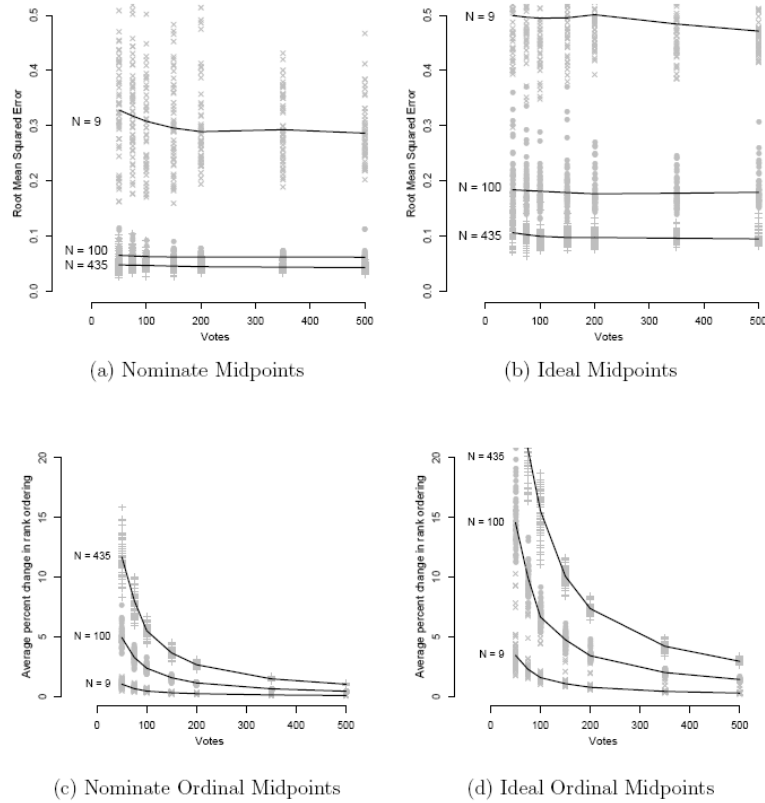 0.5
0.4
0.3
0.2
0.1
0.0
Root Mean Squared Error
N = 9
N = 100
N = 435
0 100 200 300 400 500
Votes
(a) Nominate Midpoints
0.5
0.4
0.3
0.2
0.1
0.0
Root Mean Squared Error
N = 9
N = 100
N = 435
0 100 200 300 400 500
Votes
(b) Ideal Midpoints
20
15
10
5
0
Average percent change in rank ordering
N = 435
N = 100
N = 9
0 100 200 300 400 500
Votes
(c) Nominate Ordinal Midpoints
20
15
10
5
0
Average percent change in rank ordering
N = 435
N = 100
N = 9
0 100 200 300 400 500
Votes
(d) Ideal Ordinal Midpoints